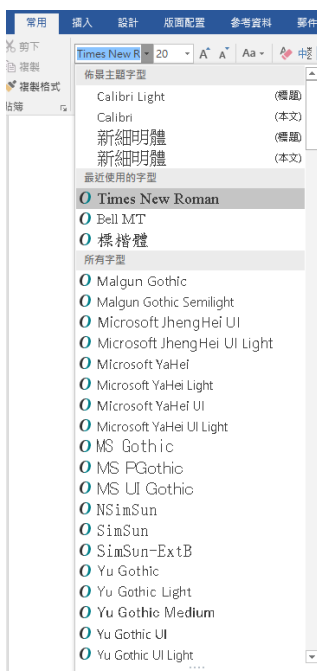 常用 插入 設計 版面配置 參考資料 郵件
剪下
複製
複製格式
貼簿
Times New R 20 A A Aa
佈景主題字型
Calibri Light (標題)
Calibri (本文)
新細明體 (標題)
新細明體 (本文)
最近使用的字型
O Times New Roman
O Bell MT
O 標楷體
所有字型
O Malgun Gothic
O Malgun Gothic Semilight
O Microsoft JhengHei UI
O Microsoft JhengHei UI Light
O Microsoft YaHei
O Microsoft YaHei Light
O Microsoft YaHei UI
O Microsoft YaHei UI Light
O MS Gothic
O MS PGothic
O MS UI Gothic
O NSimSun
O SimSun
O SimSun-ExtB
O Yu Gothic
O Yu Gothic Light
O Yu Gothic Medium
O Yu Gothic UI
O Yu Gothic UI Light